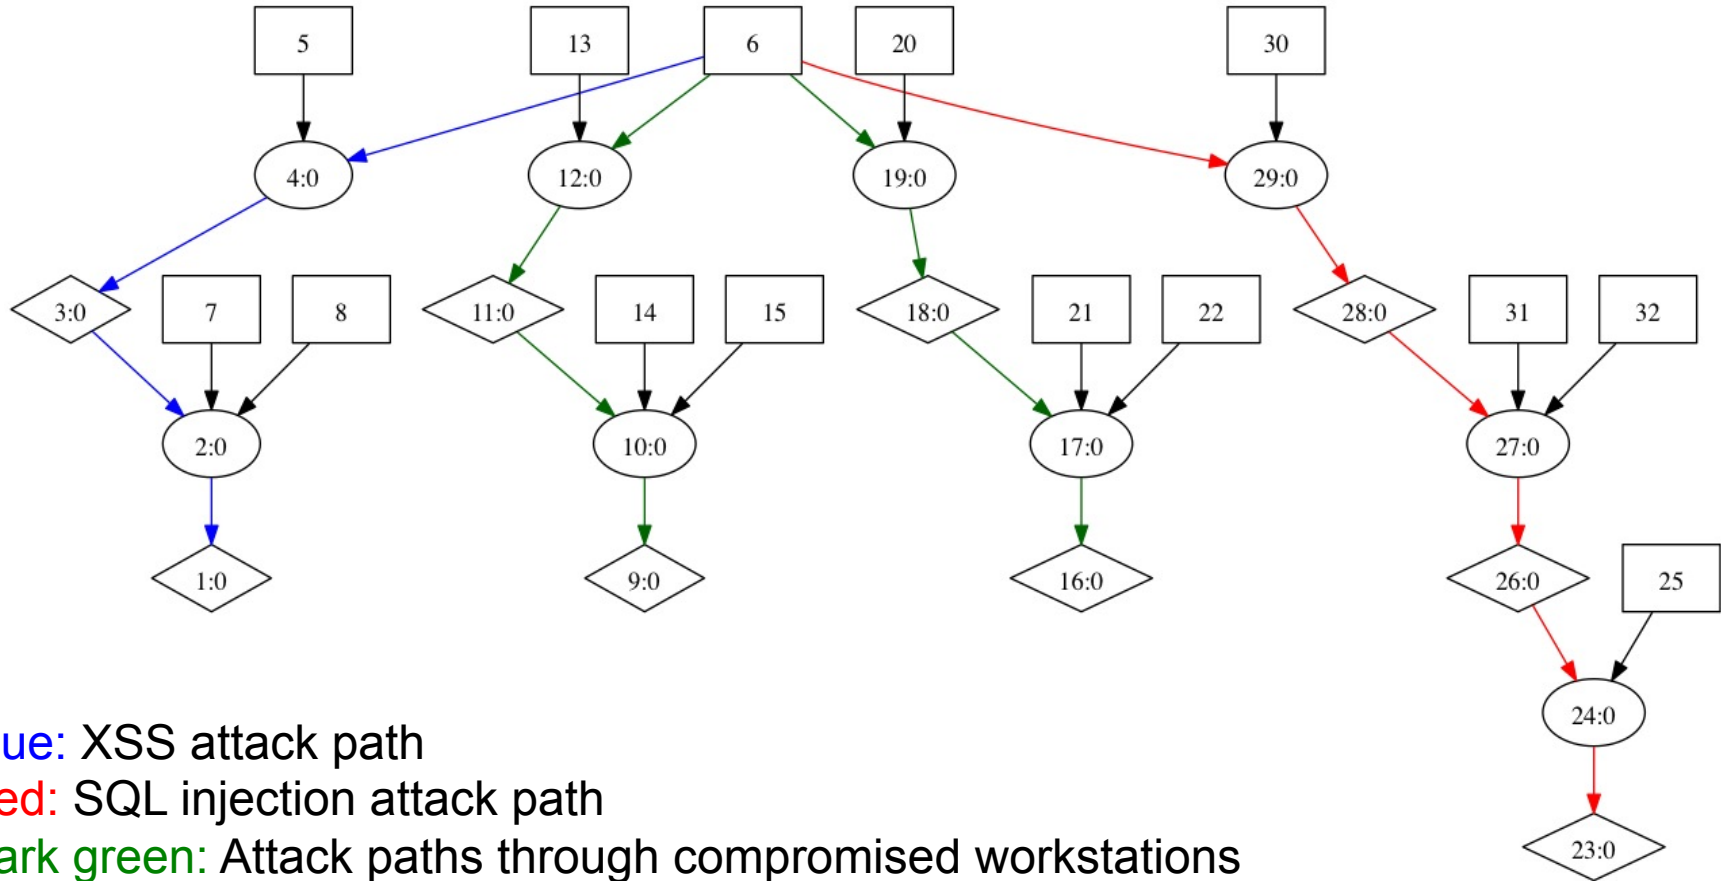 5 13 6 20 30
4:0 12:0 19:0 29:0
3:0 7 8 11:0 14 15 18:0 21 22 28:0 31 32
2:0 10:0 17:0 27:0
1:0 9:0 16:0 26:0 25
24:0
23:0
ue: XSS attack path
ed: SQL injection attack path
ark green: Attack paths through compromised workstations